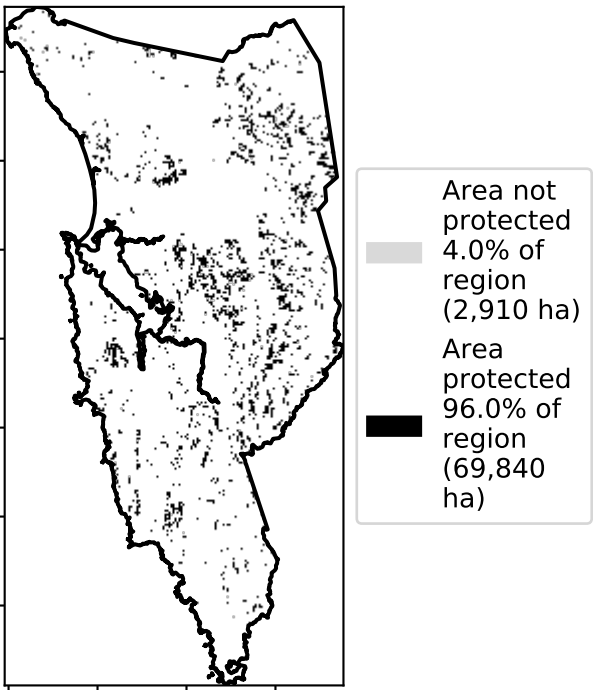 Area not
protected
4.0% of
region
(2,910 ha)
Area
protected
96.0% of
region
(69,840
ha)